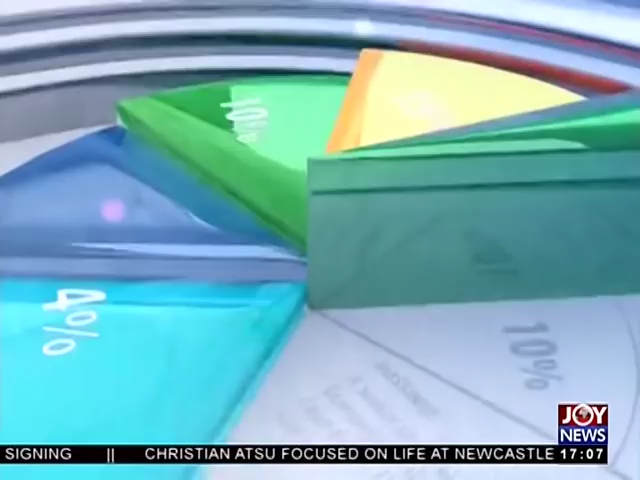 10%
4%
10%
JOY
NEWS
SIGNING || CHRISTIAN ATSU FOCUSED ON LIFE AT NEWCASTLE 17:07